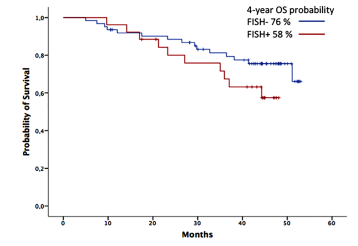 4-year OS probability
FISH- 76 %
FISH+ 58 %
1,0
0,8
0,6
0,4
0,2
0,0
Probability of Survival
0 10 20 30 40 50 60
Months